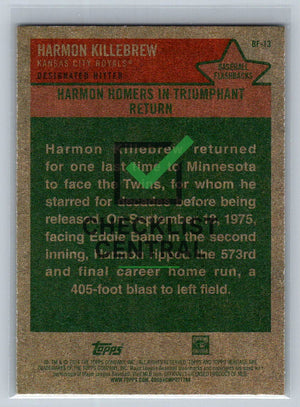 HARMON KILLEBREW
BF-13
KANSAS CITY ROYALS®
DESIGNATED HITTER
BASEBALL
FLASHBACKS
HARMON HOMERS IN TRIUMPHANT
RETURN
Harmon Killebrew returned
for one last time to Minnesota
to face the Twins, for whom he
starred for decades before being
released. On September 18, 1975,
facing Eddie Bane in the second
inning, Harmon ripped the 573rd
and final career home run, a
405-foot blast to left field.
CHECKLIST
CENTRAL
TOPPS